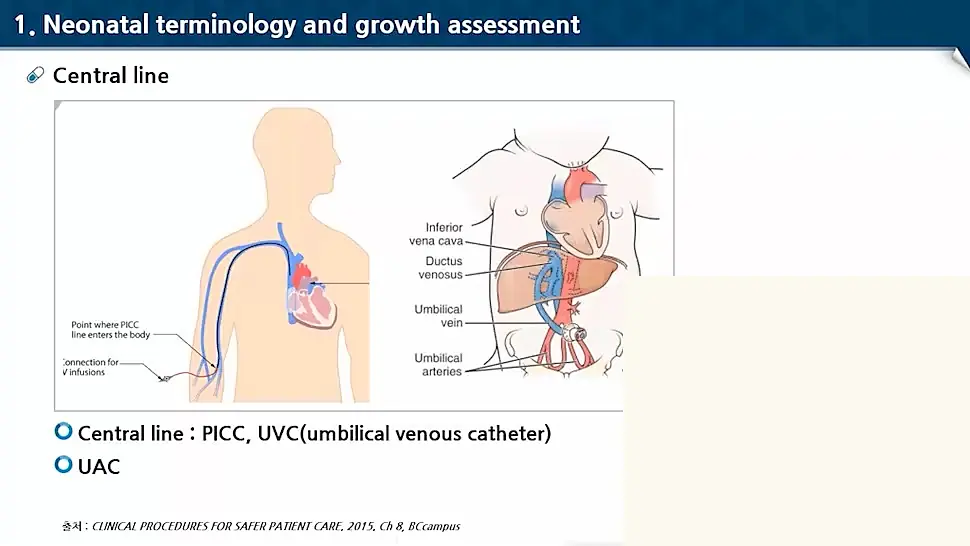 1. Neonatal terminology and growth assessment
Central line
Inferior
vena cava
Ductus
venosus
Umbilical
vein
Umbilical
arteries
Point where PICC
line enters the body
onnection for
V infusions
Central line : PICC, UVC(umbilical venous catheter)
UAC
출처 : CLINICAL PROCEDURES FOR SAFER PATIENT CARE, 2015, Ch 8, BCcampus